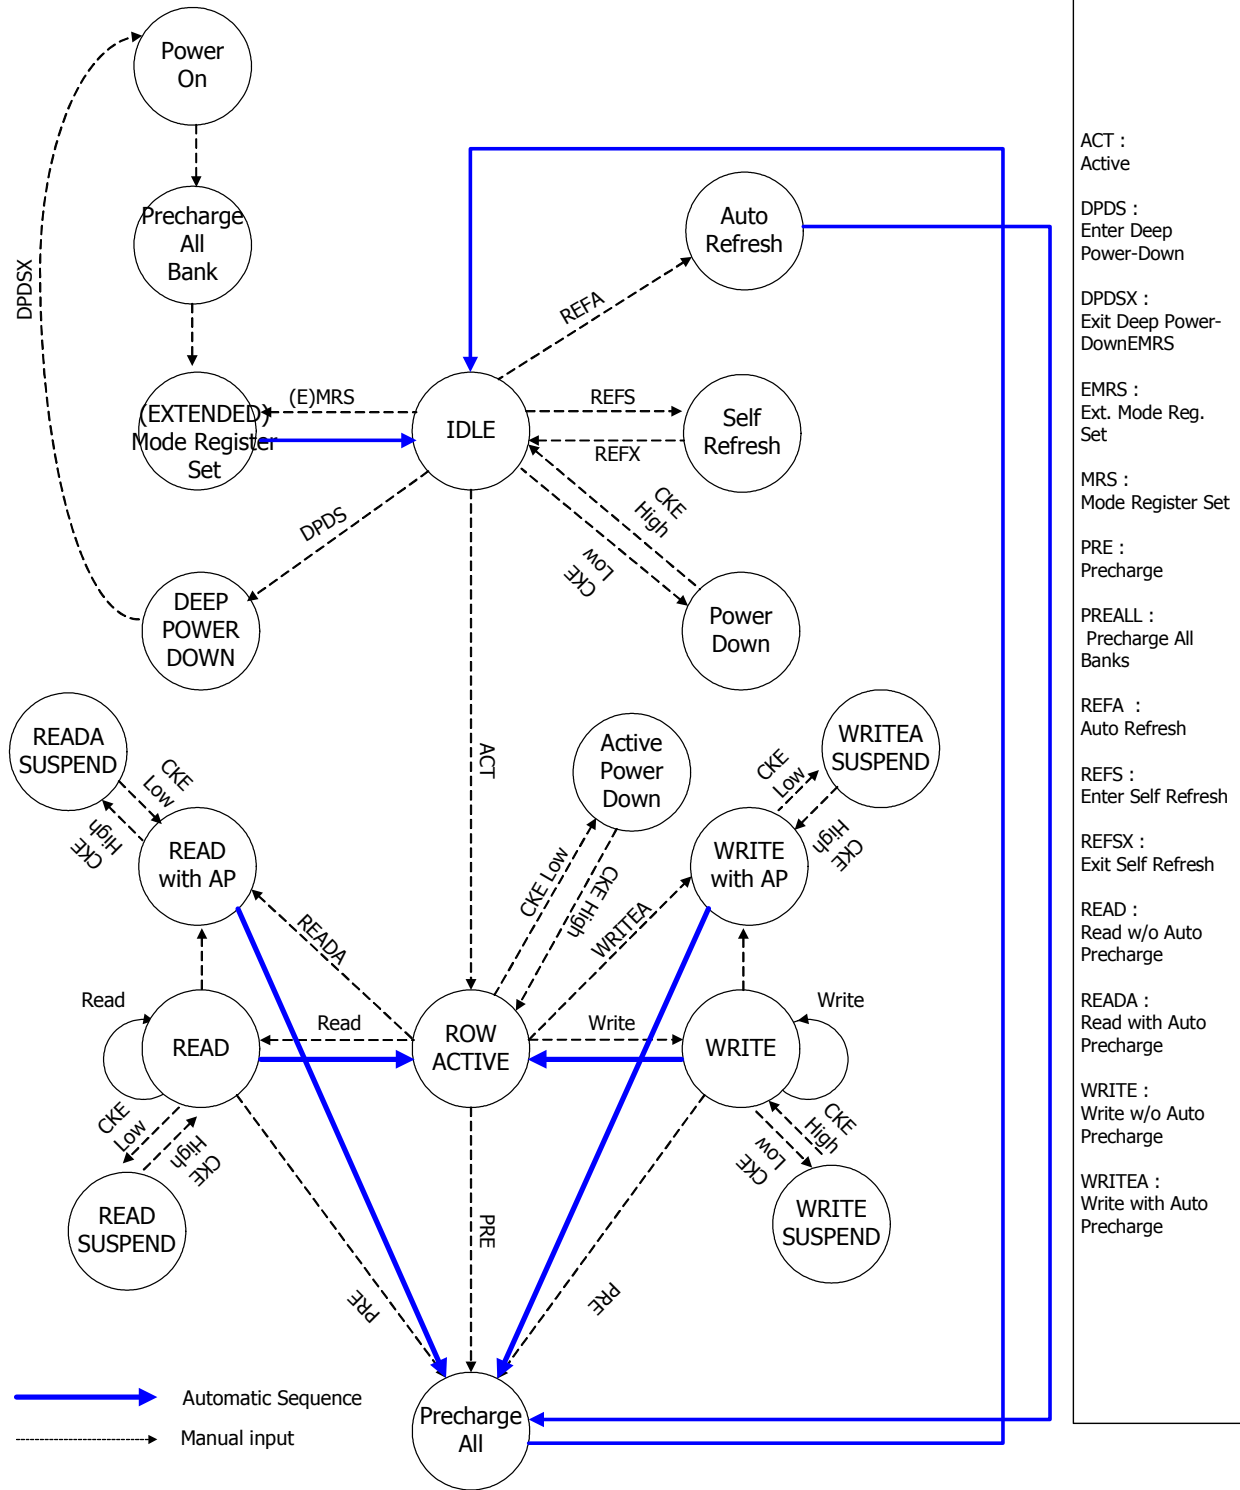 Power
On
Precharge
All
Bank
DPDSX
(EXTENDED)
Mode Register
Set
(E)MRS
IDLE
REFA
Auto
Refresh
REFS
REFX
Self
Refresh
DPDS
CKE
High
CKE
Low
DEEP
POWER
DOWN
Power
Down
ACT
READA
SUSPEND
CKE
Low
CKE
High
READ
with AP
READA
Active
Power
Down
CKE Low
CKE High
WRITEA
WRITEA
SUSPEND
CKE
Low
CKE
High
WRITE
with AP
Read
READ
Read
ROW
ACTIVE
Write
WRITE
Write
CKE
Low
CKE
High
READ
SUSPEND
CKE
High
CKE
Low
WRITE
SUSPEND
PRE
PRE
PRE
Precharge
All
Automatic Sequence
Manual input
ACT :
Active
DPDS :
Enter Deep
Power-Down
DPDSX :
Exit Deep Power-
DownEMRS
EMRS :
Ext. Mode Reg.
Set
MRS :
Mode Register Set
PRE :
Precharge
PREALL :
Precharge All
Banks
REFA :
Auto Refresh
REFS :
Enter Self Refresh
REFSX :
Exit Self Refresh
READ :
Read w/o Auto
Precharge
READA :
Read with Auto
Precharge
WRITE :
Write w/o Auto
Precharge
WRITEA :
Write with Auto
Precharge